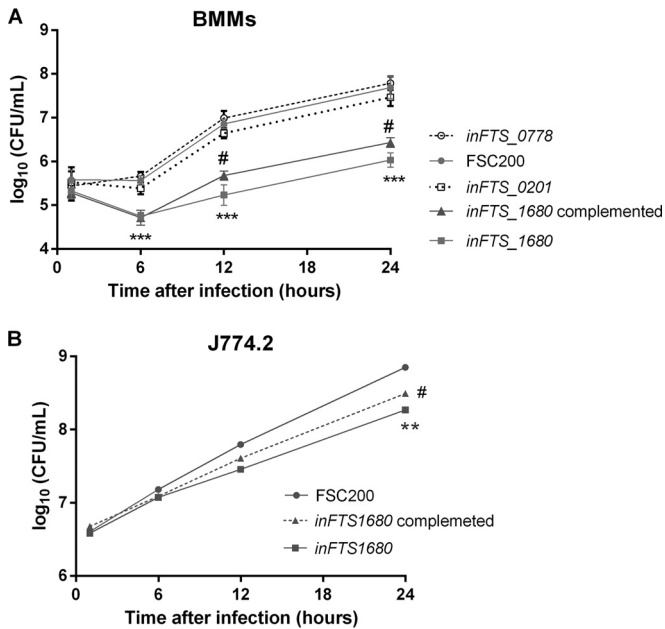 A
BMMs
log10 (CFU/mL)
9
8
7
6
5
4
#
#
***
***
***
0
6
12
18
24
Time after infection (hours)
inFTS_0778
FSC200
inFTS_0201
inFTS_1680 complemented
inFTS_1680
B
J774.2
log10 (CFU/mL)
9
8
7
6
#
**
FSC200
inFTS1680 complemeted
inFTS1680
0
6
12
18
24
Time after infection (hours)